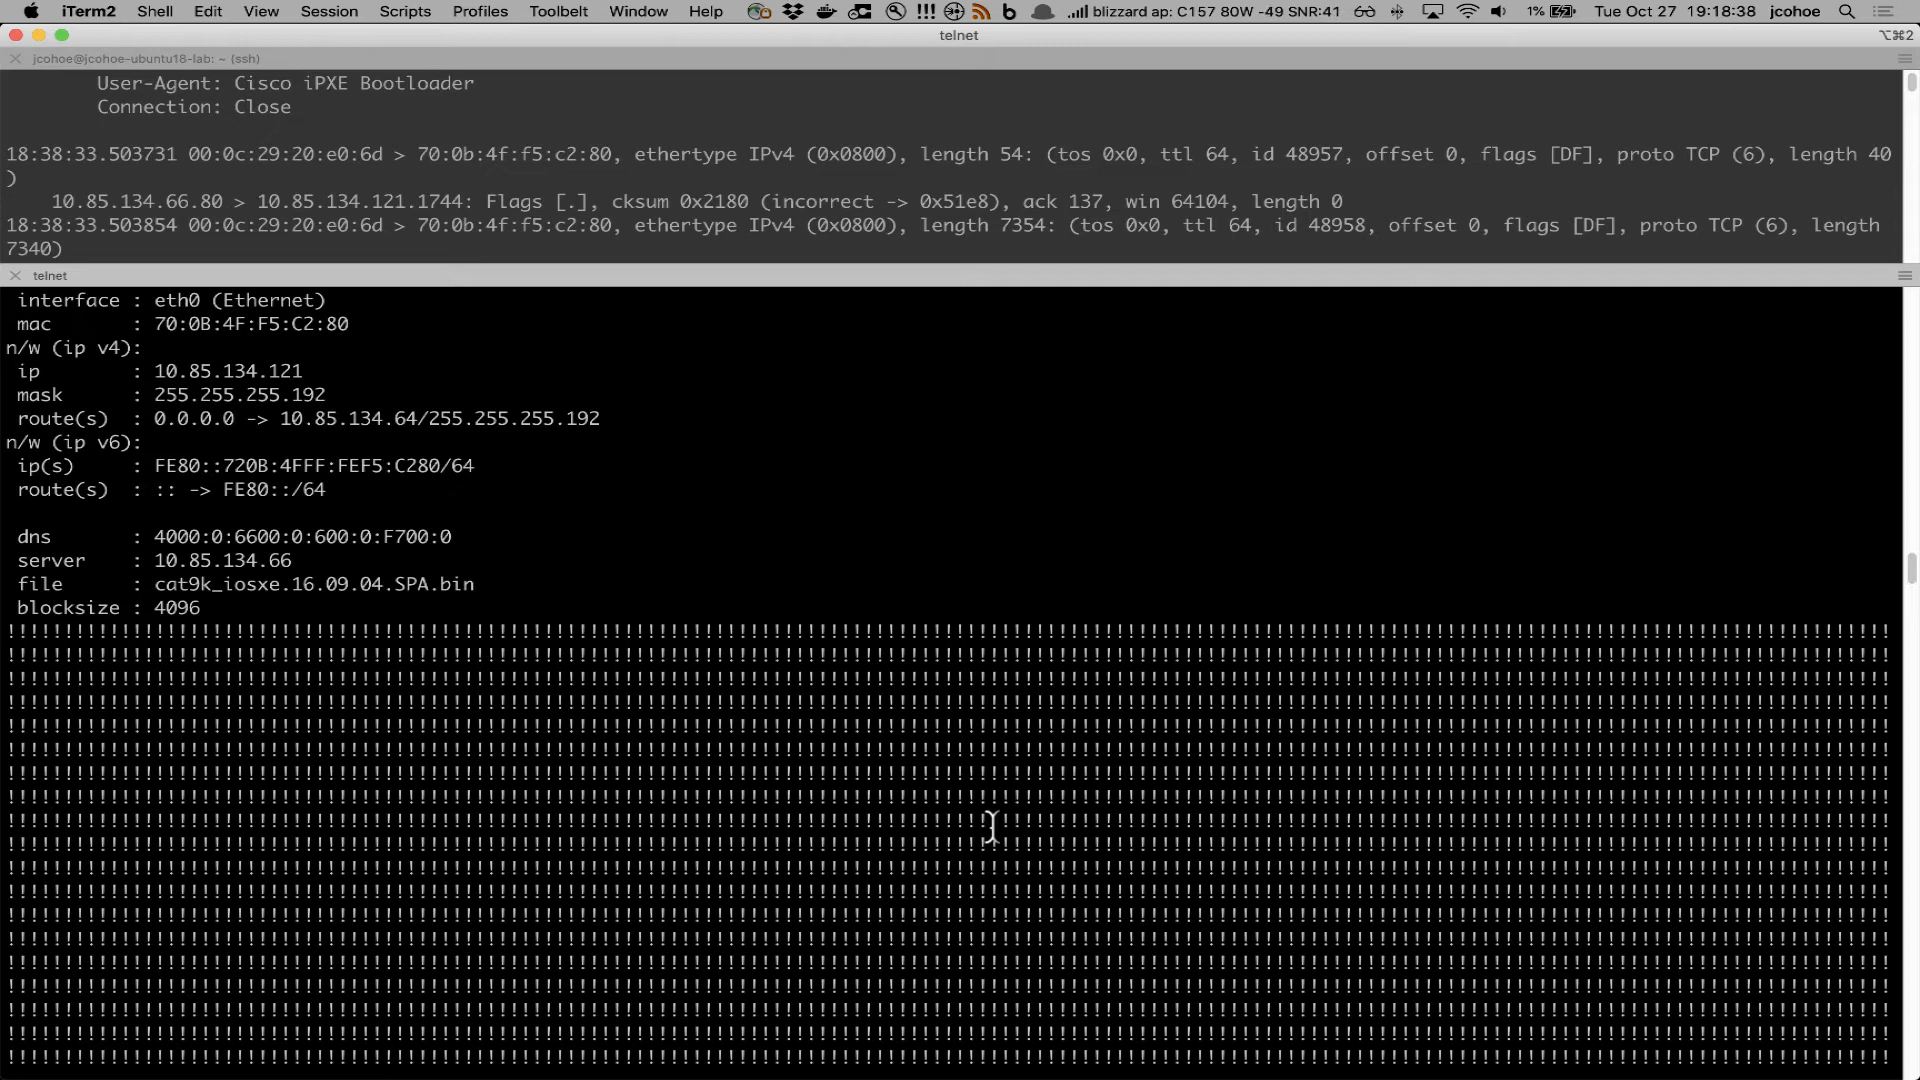 iTerm2 Shell Edit View Session Scripts Profiles Toolbelt Window Help !!! b blizzard ap: C157 80W -49 SNR:41 1% Tue Oct 27 19:18:38 jcohoe
telnet ⌥⌘2
jcohoe@jcohoe-ubuntu18-lab: ~ (ssh)
User-Agent: Cisco iPXE Bootloader
Connection: Close
18:38:33.503731 00:0c:29:20:e0:6d > 70:0b:4f:f5:c2:80, ethertype IPv4 (0x0800), length 54: (tos 0x0, ttl 64, id 48957, offset 0, flags [DF], proto TCP (6), length 40
)
10.85.134.66.80 > 10.85.134.121.1744: Flags [.], cksum 0x2180 (incorrect -> 0x51e8), ack 137, win 64104, length 0
18:38:33.503854 00:0c:29:20:e0:6d > 70:0b:4f:f5:c2:80, ethertype IPv4 (0x0800), length 7354: (tos 0x0, ttl 64, id 48958, offset 0, flags [DF], proto TCP (6), length
7340)
telnet
interface : eth0 (Ethernet)
mac : 70:0B:4F:F5:C2:80
n/w (ip v4):
ip : 10.85.134.121
mask : 255.255.255.192
route(s) : 0.0.0.0 -> 10.85.134.64/255.255.255.192
n/w (ip v6):
ip(s) : FE80::720B:4FFF:FEF5:C280/64
route(s) : :: -> FE80::/64
dns : 4000:0:6600:0:600:0:F700:0
server : 10.85.134.66
file : cat9k_iosxe.16.09.04.SPA.bin
blocksize : 4096